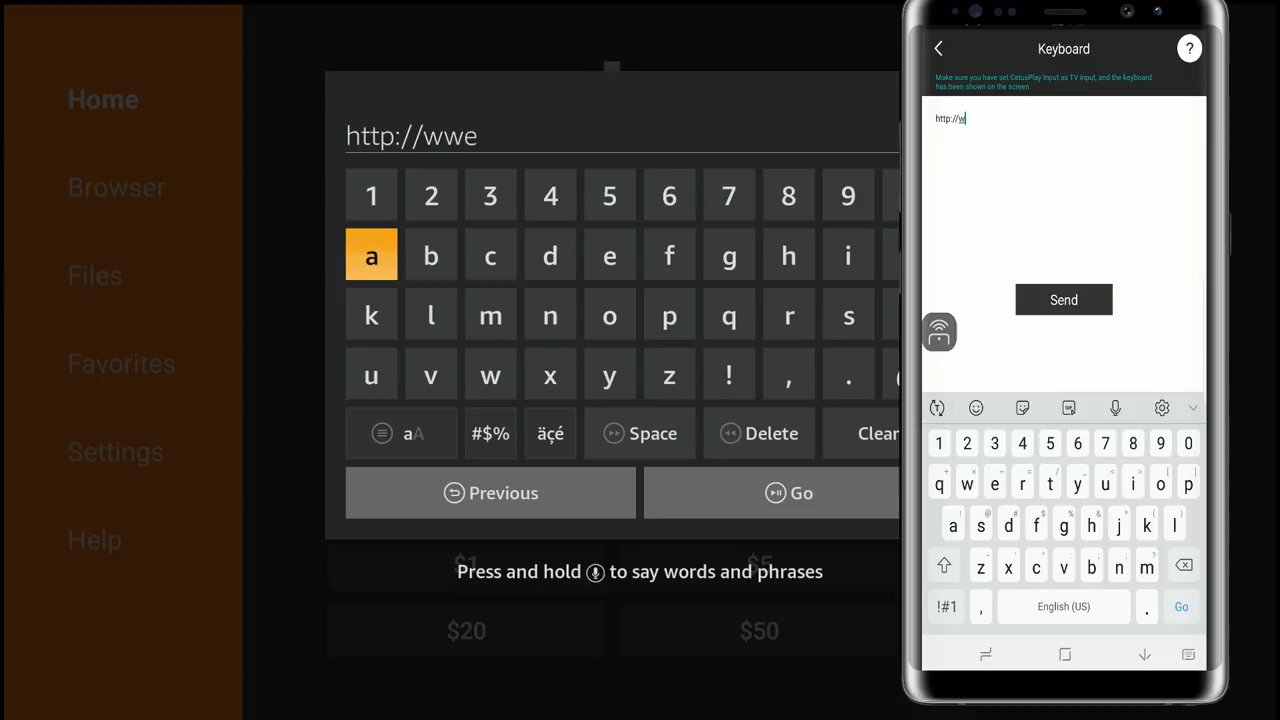 Home
Browser
Files
Favorites
Settings
Help
http://wwe
1 2 3 4 5 6 7 8 9
a b c d e f g h i
k l m n o p q r s
u v w x y z ! , .
aA #$% äçé Space Delete Clear
Previous Go
$1 $5
Press and hold to say words and phrases
$20 $50
Keyboard ?
Make sure you have set CetusPlay Input as TV input, and the keyboard
has been shown on the screen.
http://w
Send
1 2 3 4 5 6 7 8 9 0
q w e r t y u i o p
a s d f g h j k l
z x c v b n m
!#1 , English (US) . Go